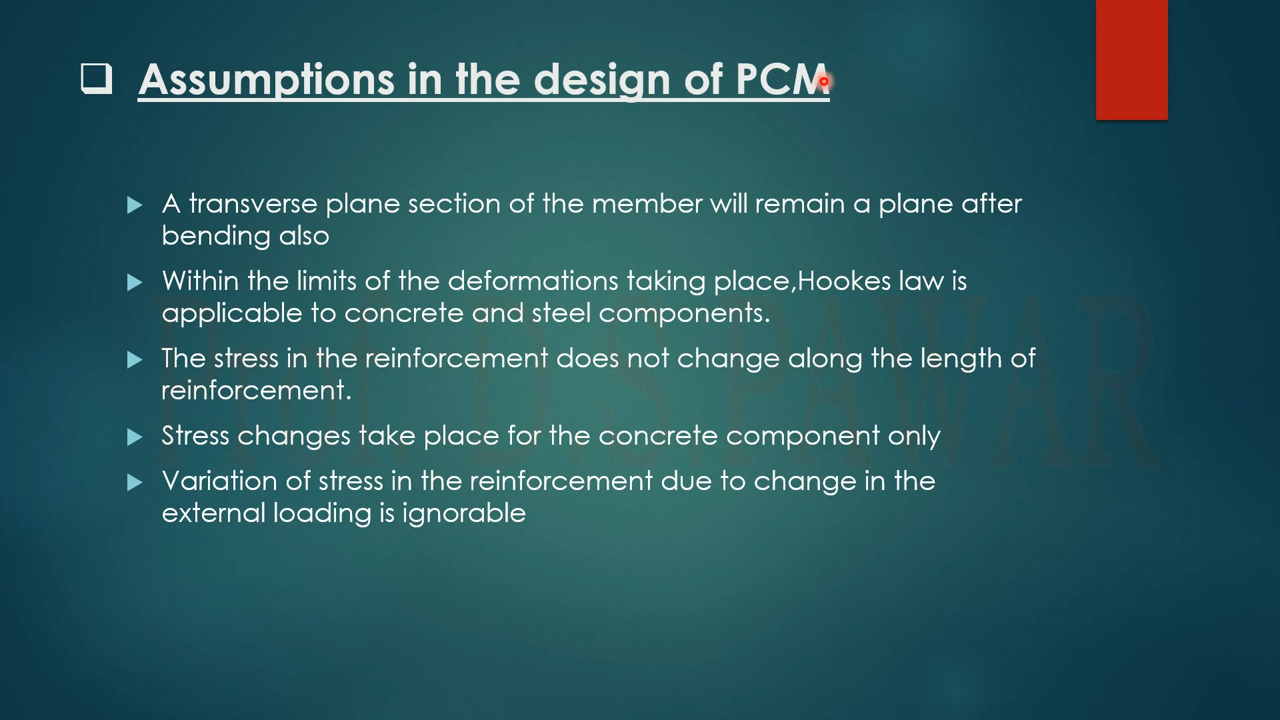 Assumptions in the design of PCM
A transverse plane section of the member will remain a plane after
bending also
Within the limits of the deformations taking place,Hookes law is
applicable to concrete and steel components.
The stress in the reinforcement does not change along the length of
reinforcement.
Stress changes take place for the concrete component only
Variation of stress in the reinforcement due to change in the
external loading is ignorable
Prof. D.S.PAWAR